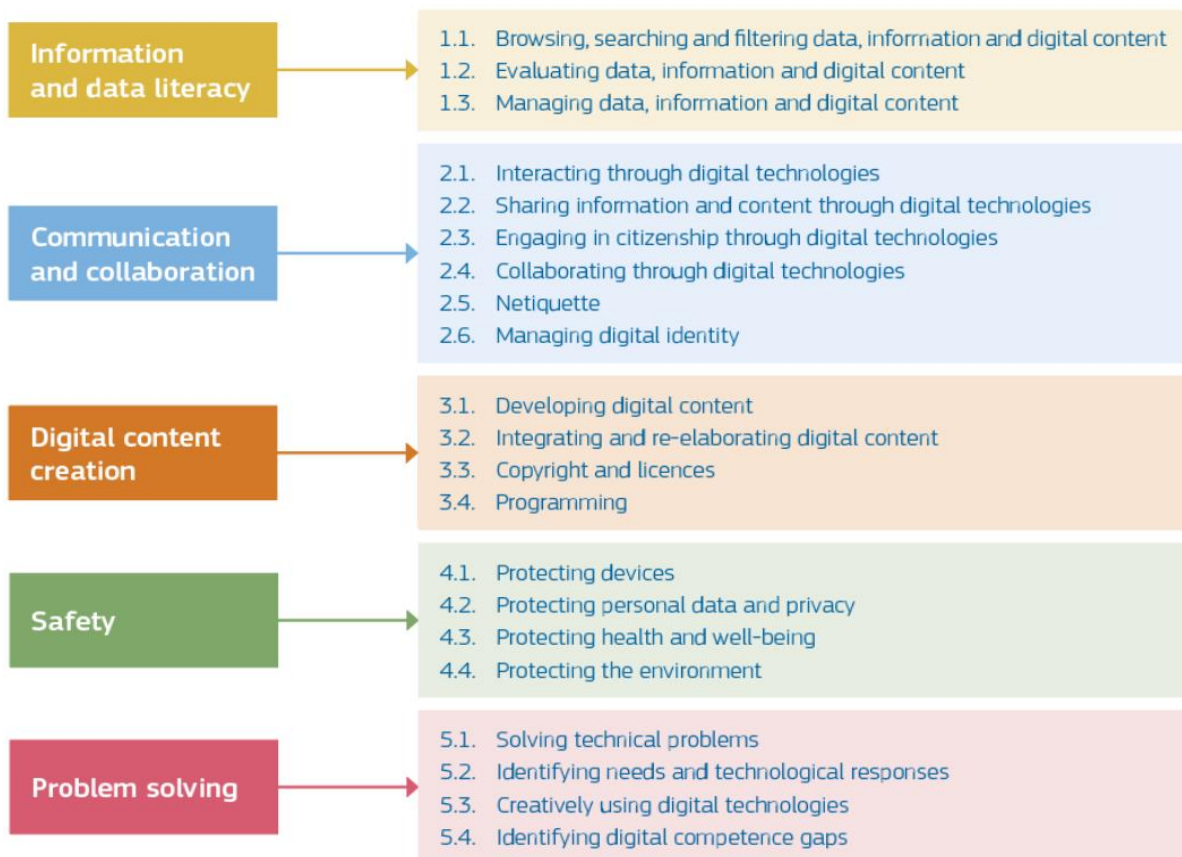 Information
and data literacy
1.1. Browsing, searching and filtering data, information and digital content
1.2. Evaluating data, information and digital content
1.3. Managing data, information and digital content
Communication
and collaboration
2.1. Interacting through digital technologies
2.2. Sharing information and content through digital technologies
2.3. Engaging in citizenship through digital technologies
2.4. Collaborating through digital technologies
2.5. Netiquette
2.6. Managing digital identity
Digital content
creation
3.1. Developing digital content
3.2. Integrating and re-elaborating digital content
3.3. Copyright and licences
3.4. Programming
Safety
4.1. Protecting devices
4.2. Protecting personal data and privacy
4.3. Protecting health and well-being
4.4. Protecting the environment
Problem solving
5.1. Solving technical problems
5.2. Identifying needs and technological responses
5.3. Creatively using digital technologies
5.4. Identifying digital competence gaps